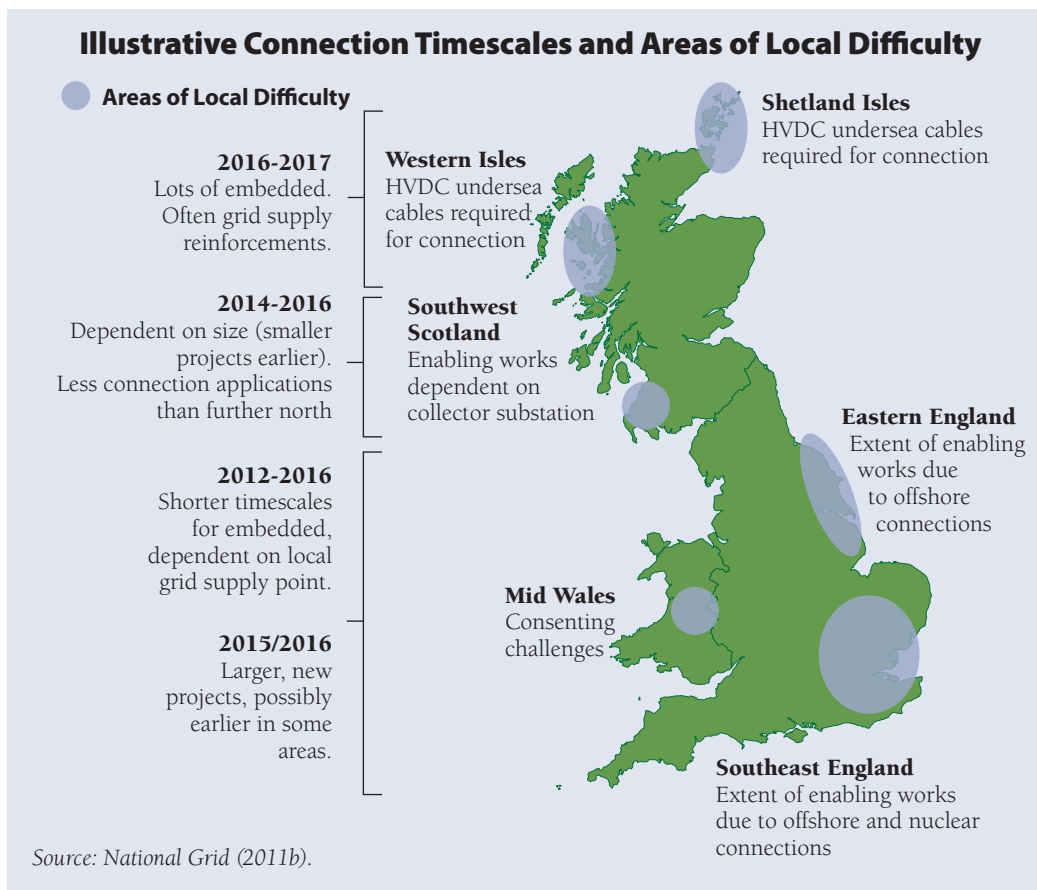 Illustrative Connection Timescales and Areas of Local Difficulty
Areas of Local Difficulty
2016-2017
Lots of embedded.
Often grid supply
reinforcements.
2014-2016
Dependent on size (smaller
projects earlier).
Less connection applications
than further north
2012-2016
Shorter timescales
for embedded,
dependent on local
grid supply point.
2015/2016
Larger, new
projects, possibly
earlier in some
areas.
Western Isles
HVDC undersea
cables required
for connection
Shetland Isles
HVDC undersea cables
required for connection
Southwest
Scotland
Enabling works
dependent on
collector substation
Eastern England
Extent of enabling
works due
to offshore
connections
Mid Wales
Consenting
challenges
Southeast England
Extent of enabling works
due to offshore and nuclear
connections
Source: National Grid (2011b).